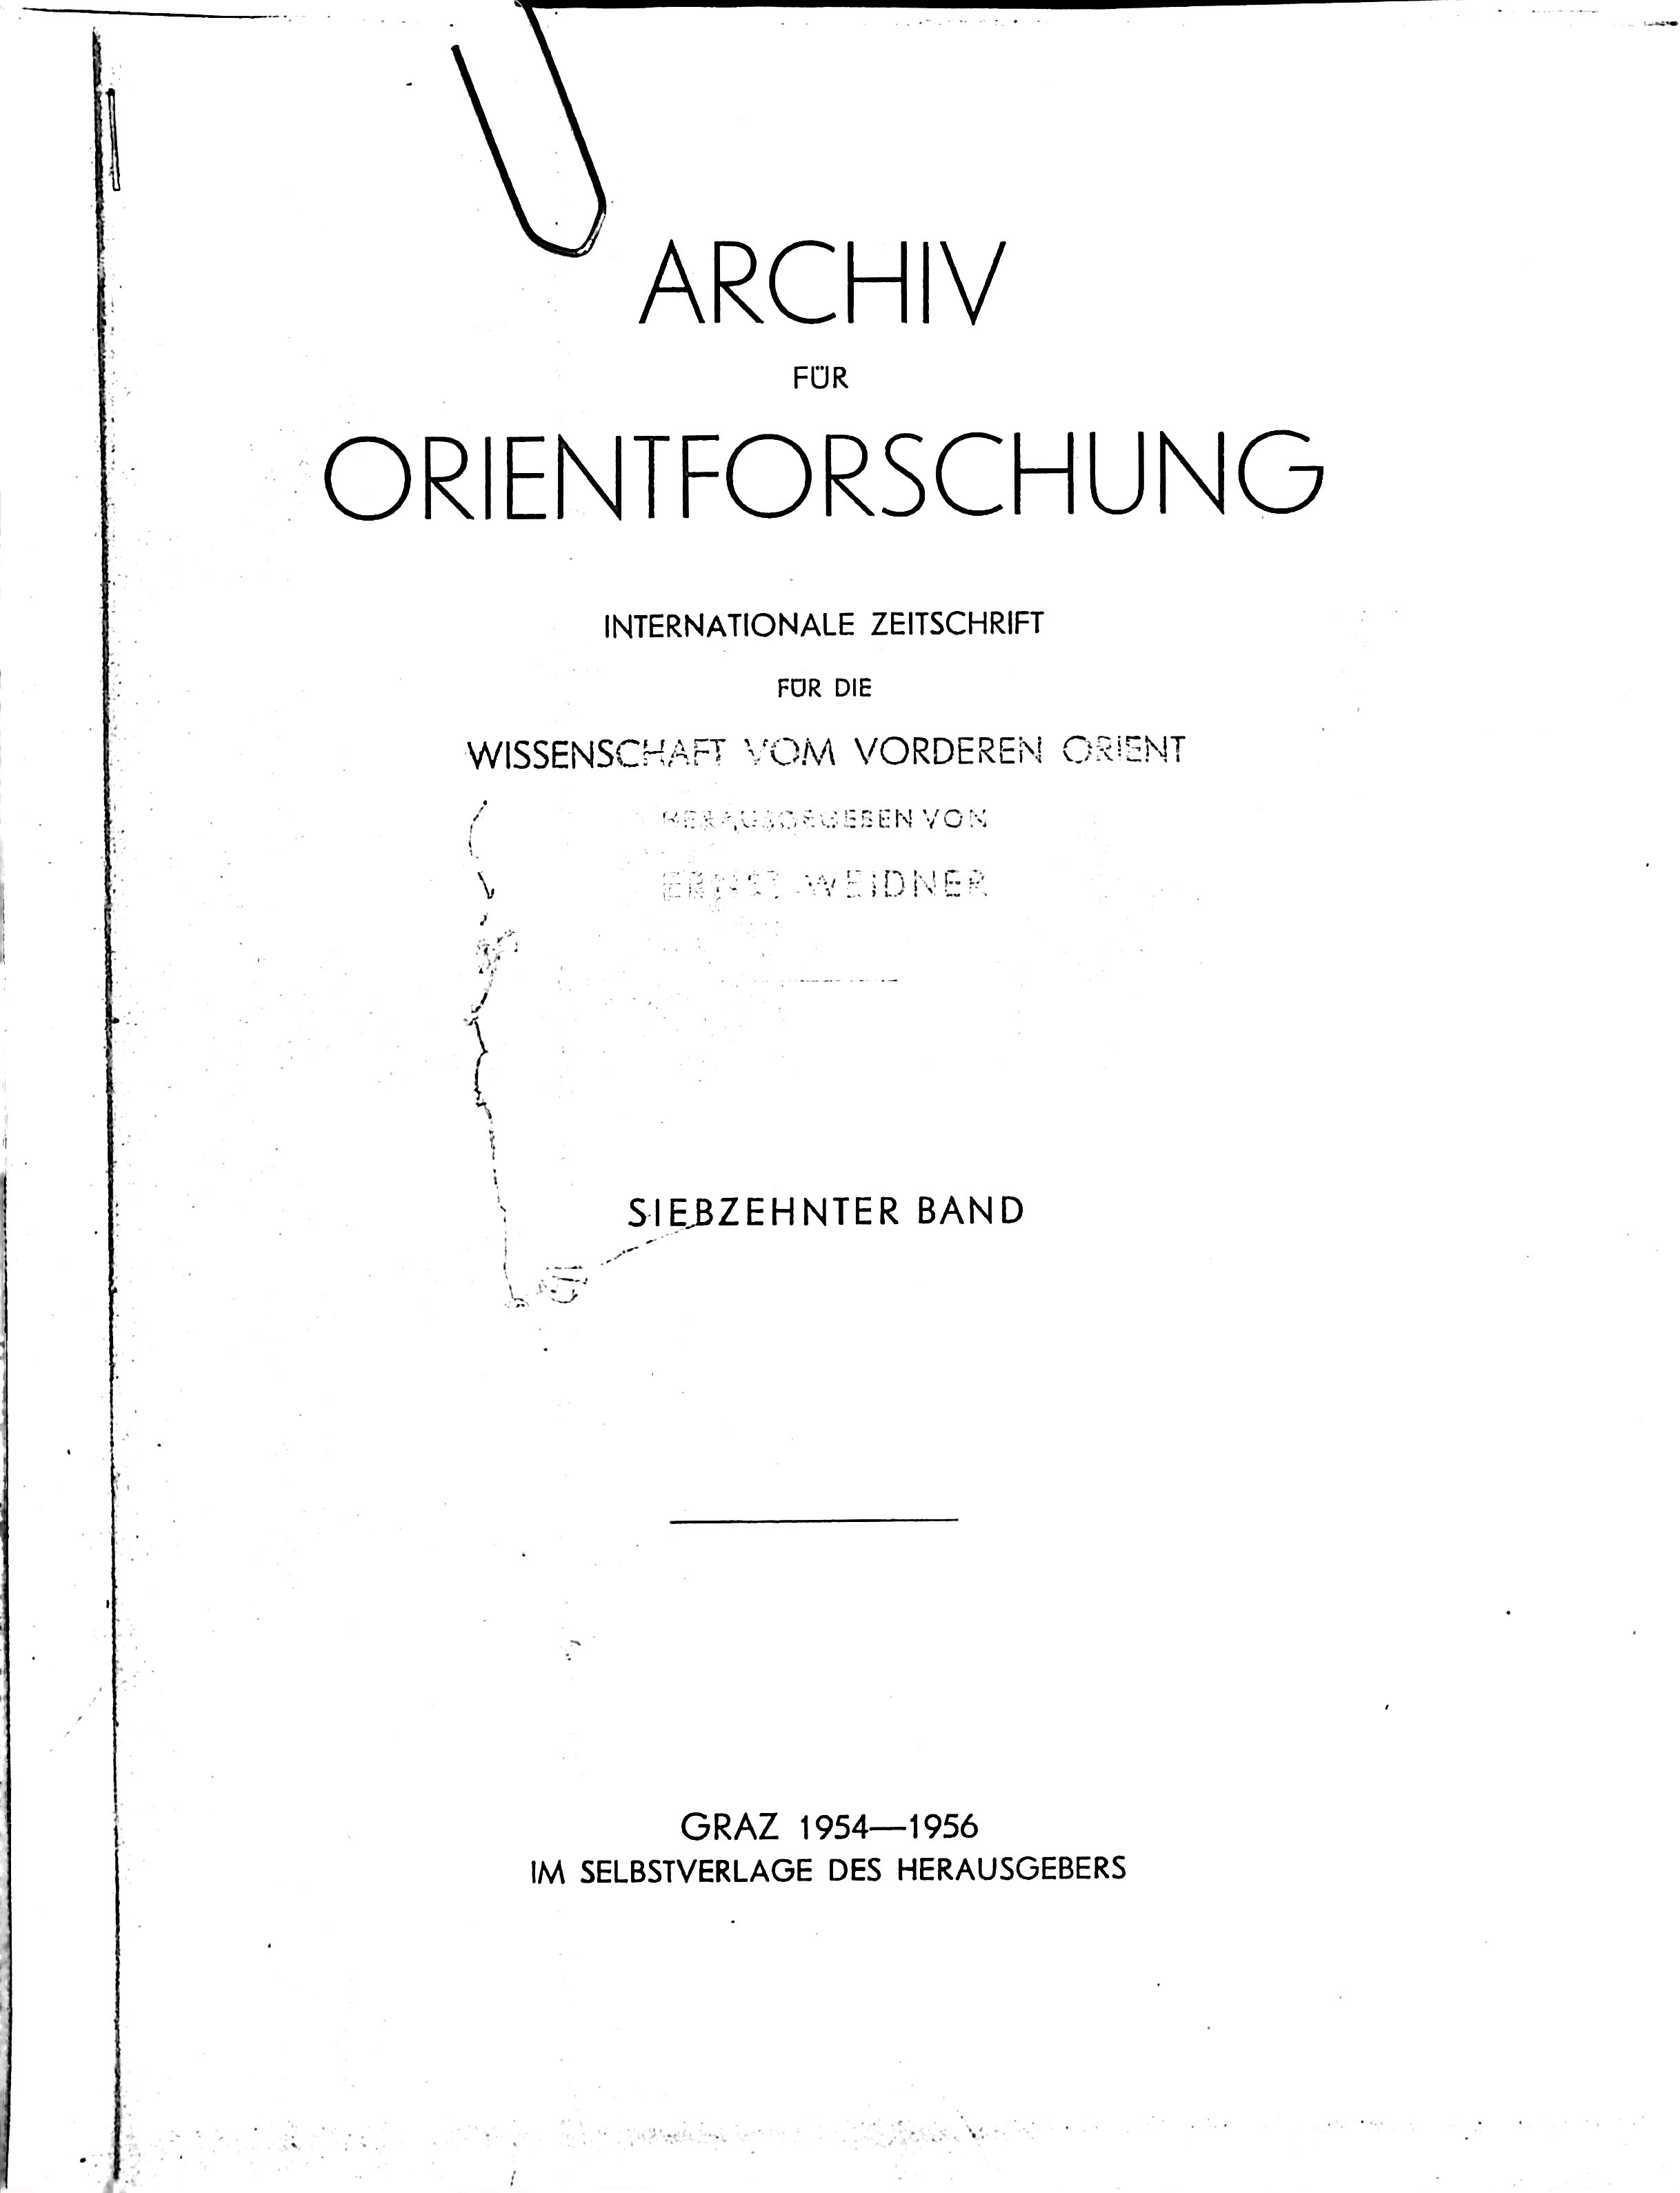 ARCHIV
FÜR
ORIENTFORSCHUNG
INTERNATIONALE ZEITSCHRIFT
FÜR DIE
WISSENSCHAFT VOM VORDEREN ORIENT
HERAUSGEGEBEN VON
ERNST WEIDNER
SIEBZEHNTER BAND
GRAZ 1954—1956
IM SELBSTVERLAGE DES HERAUSGEBERS